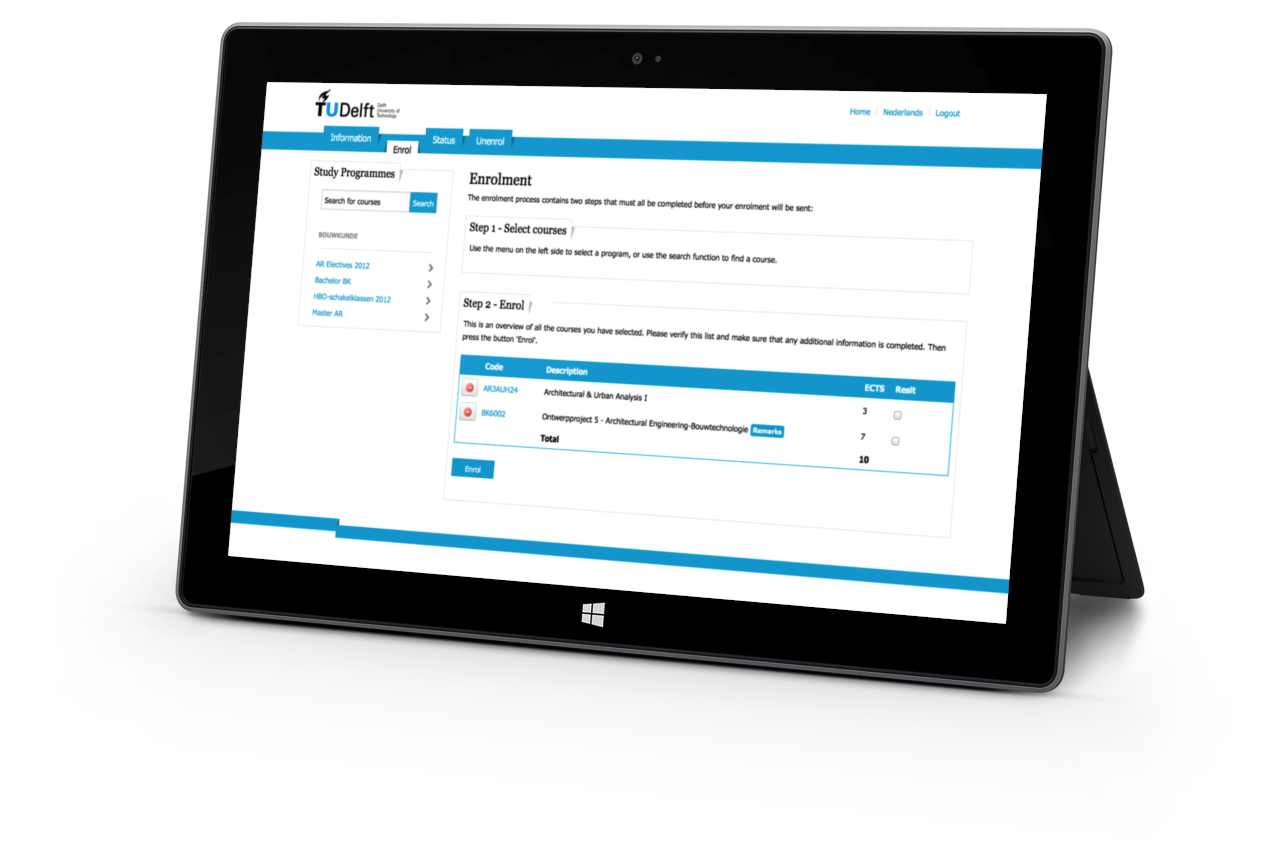 TUDelft
Delft
University of
Technology
Home
Nederlands
Logout
Information
Enrol
Status
Unenrol
Study Programmes
Search for courses
Search
BOUWKUNDE
AR Electives 2012
Bachelor BK
HBO-schakelklassen 2012
Master AR
Enrolment
The enrolment process contains two steps that must all be completed before your enrolment will be sent:
Step 1 - Select courses
Use the menu on the left side to select a program, or use the search function to find a course.
Step 2 - Enrol
This is an overview of all the courses you have selected. Please verify this list and make sure that any additional information is completed. Then
press the button 'Enrol'.
Code Description ECTS Resit
AR3AUH24 Architectural & Urban Analysis I 3
BK6002 Ontwerpproject 5 - Architectural Engineering-Bouwtechnologie Remarks 7
Total 10
Enrol